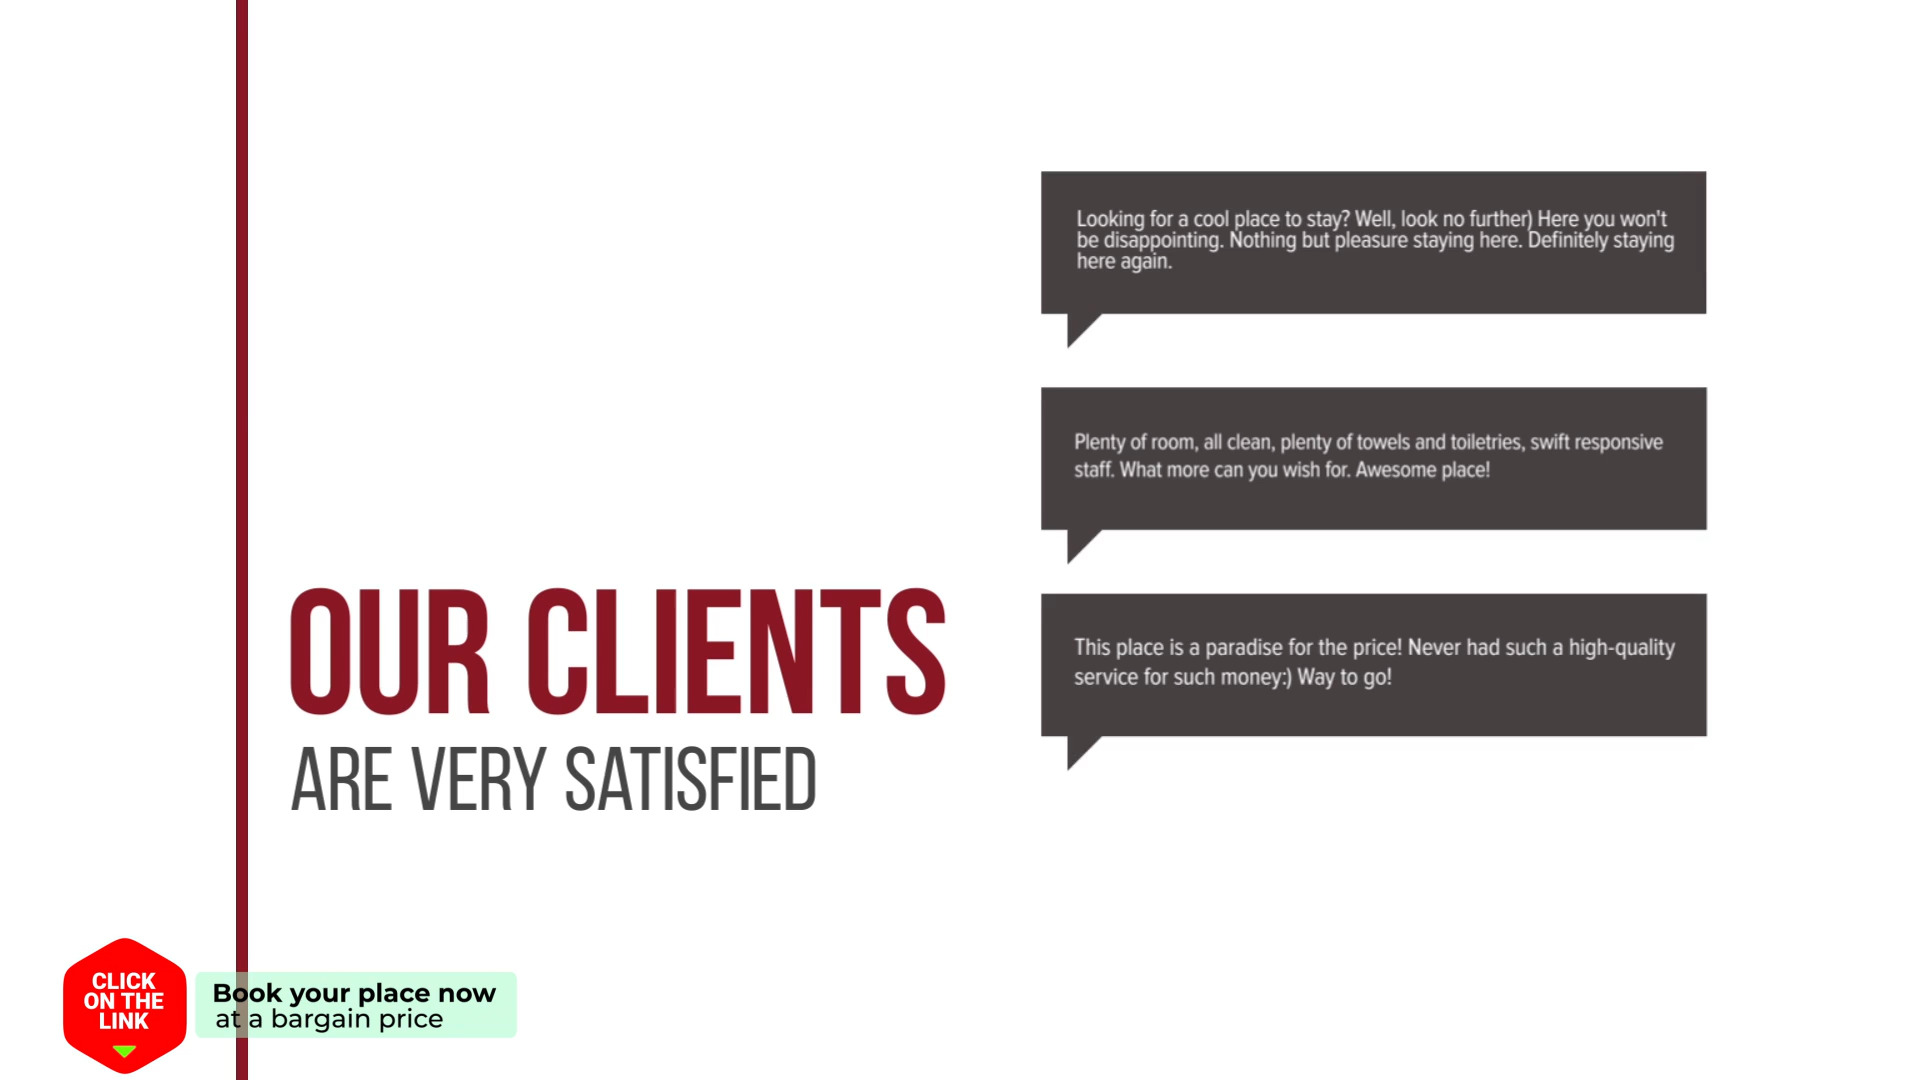 Looking for a cool place to stay? Well, look no further) Here you won't
be disappointing. Nothing but pleasure staying here. Definitely staying
here again.
Plenty of room, all clean, plenty of towels and toiletries, swift responsive
staff. What more can you wish for. Awesome place!
This place is a paradise for the price! Never had such a high-quality
service for such money:) Way to go!
OUR CLIENTS
ARE VERY SATISFIED
CLICK
ON THE
LINK
Book your place now
at a bargain price